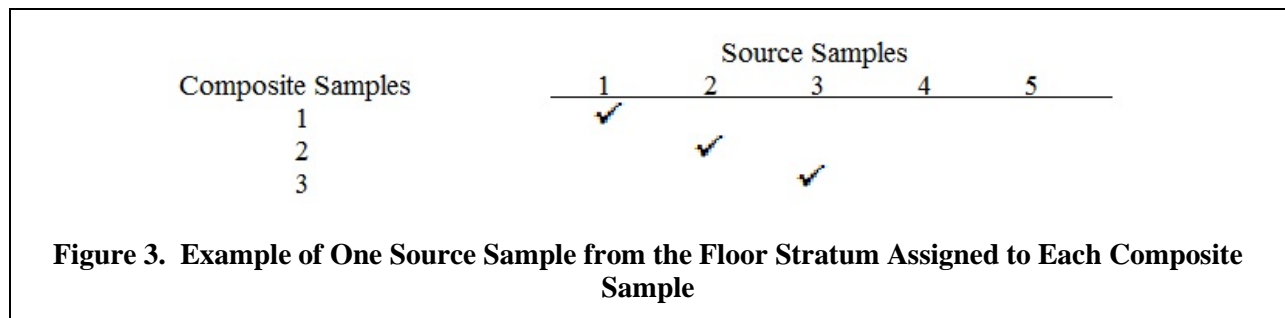 Source Samples
Composite Samples 1 2 3 4 5
1 ✓
2 ✓
3 ✓
Figure 3. Example of One Source Sample from the Floor Stratum Assigned to Each Composite
Sample